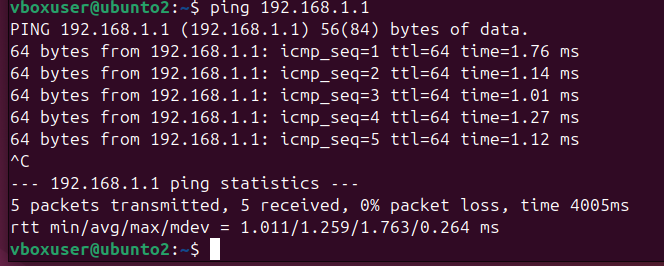 vboxuser@ubunto2:~$ ping 192.168.1.1
PING 192.168.1.1 (192.168.1.1) 56(84) bytes of data.
64 bytes from 192.168.1.1: icmp_seq=1 ttl=64 time=1.76 ms
64 bytes from 192.168.1.1: icmp_seq=2 ttl=64 time=1.14 ms
64 bytes from 192.168.1.1: icmp_seq=3 ttl=64 time=1.01 ms
64 bytes from 192.168.1.1: icmp_seq=4 ttl=64 time=1.27 ms
64 bytes from 192.168.1.1: icmp_seq=5 ttl=64 time=1.12 ms
^C
--- 192.168.1.1 ping statistics ---
5 packets transmitted, 5 received, 0% packet loss, time 4005ms
rtt min/avg/max/mdev = 1.011/1.259/1.763/0.264 ms
vboxuser@ubunto2:~$